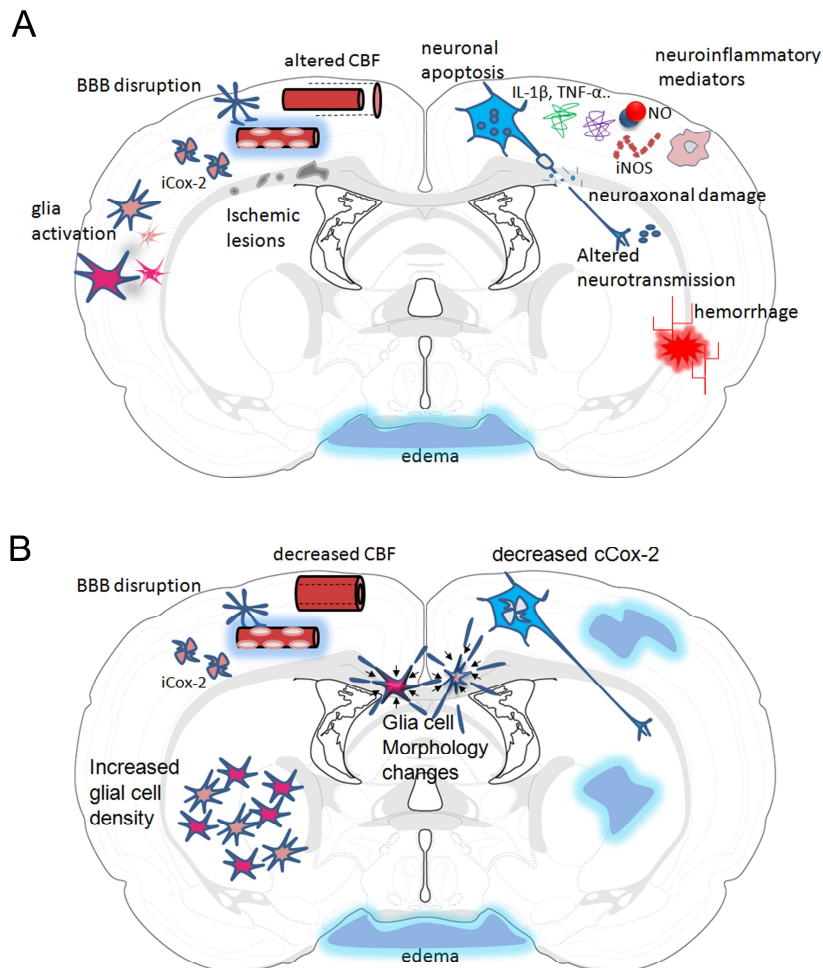 A
altered CBF
BBB disruption
iCox-2
glia
activation
Ischemic
lesions
neuronal
apoptosis
neuroinflammatory
mediators
IL-1β, TNF-α..
NO
iNOS
neuroaxonal damage
Altered
neurotransmission
hemorrhage
edema
B
decreased CBF
decreased cCox-2
BBB disruption
iCox-2
Glia cell
Morphology
changes
Increased
glial cell
density
edema